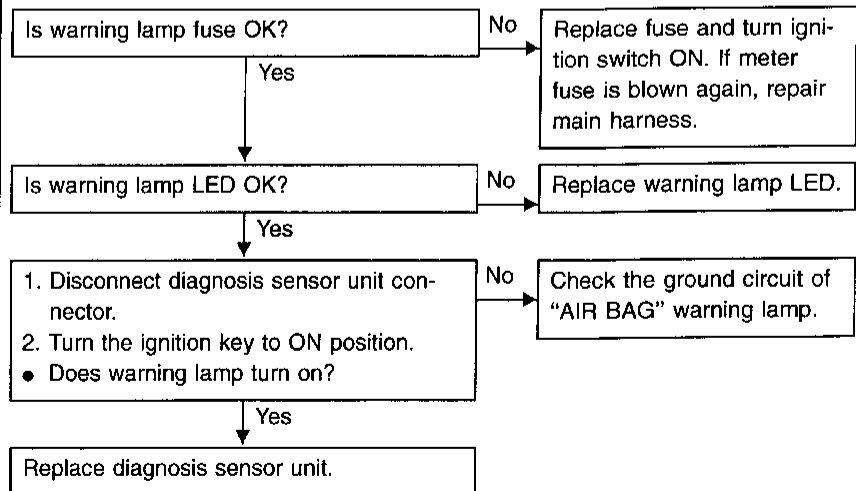 Is warning lamp fuse OK?
No
Replace fuse and turn igni-
tion switch ON. If meter
fuse is blown again, repair
main harness.
Yes
Is warning lamp LED OK?
No
Replace warning lamp LED.
Yes
1. Disconnect diagnosis sensor unit con-
nector.
2. Turn the ignition key to ON position.
● Does warning lamp turn on?
No
Check the ground circuit of
“AIR BAG” warning lamp.
Yes
Replace diagnosis sensor unit.